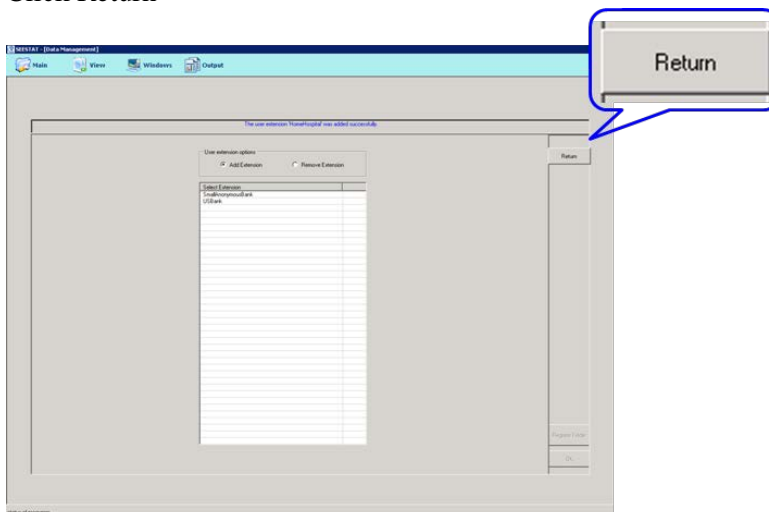 Click Return
Return
SEESTAT - [Data Management]
Main View Windows Output
The user extension 'HomeHospital' was added successfully.
User extension options
Add Extension Remove Extension
Return
Select Extension
SmallAnonymousBank
USBank
Ok